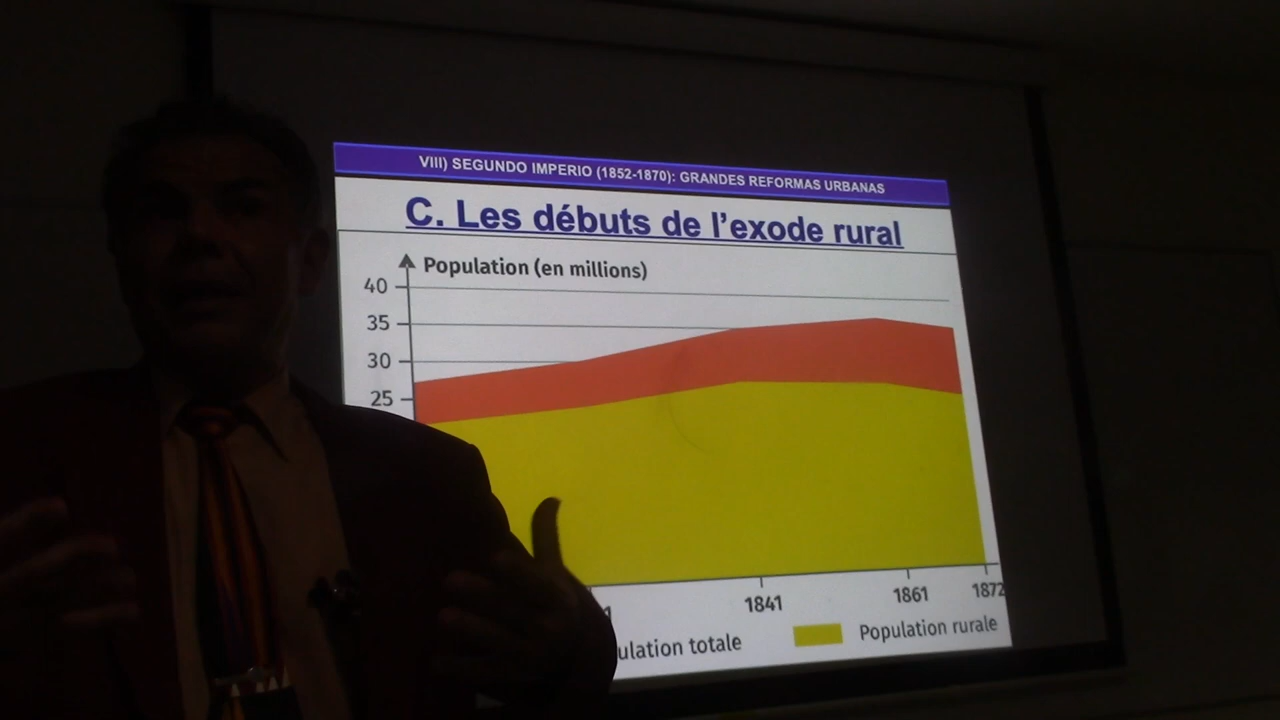 VIII) SEGUNDO IMPERIO (1852-1870): GRANDES REFORMAS URBANAS
C. Les débuts de l'exode rural
Population (en millions)
40
35
30
25
1841
1861
1872
totale
Population rurale